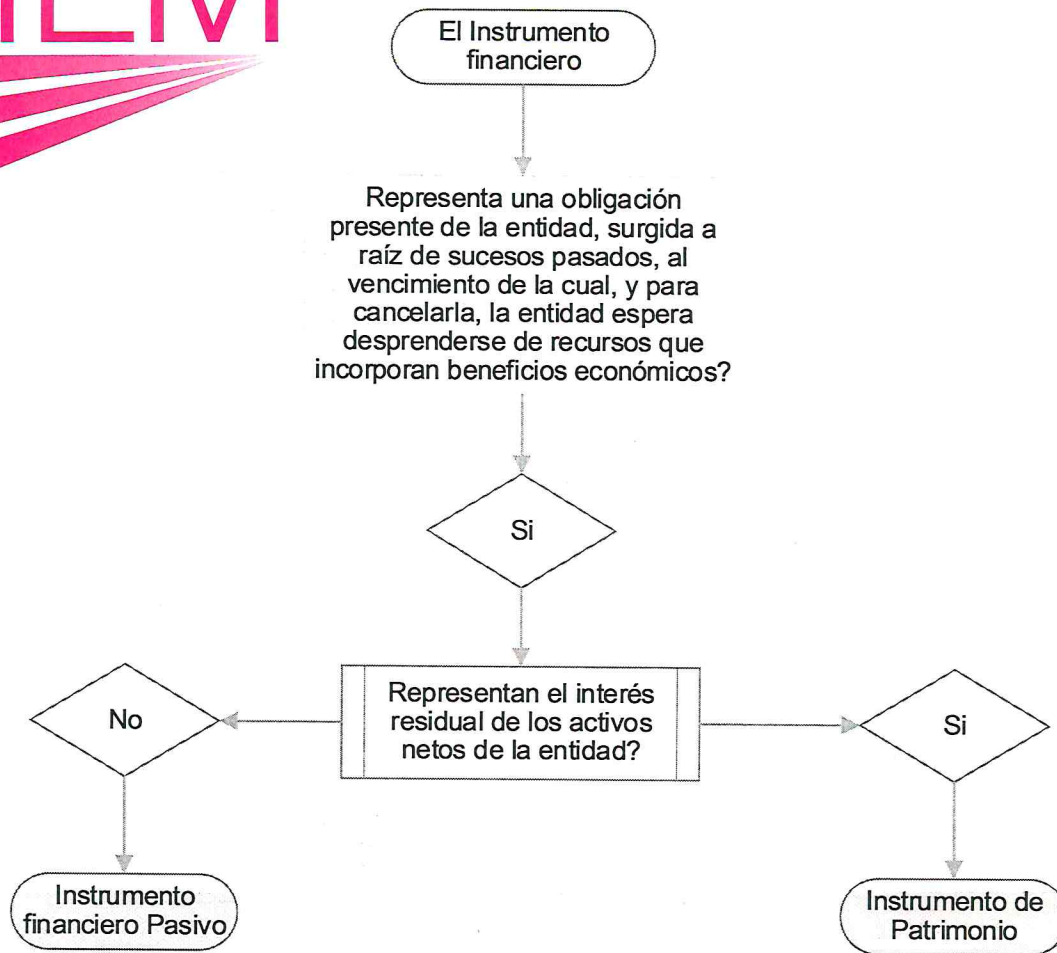 El Instrumento
financiero
Representa una obligación
presente de la entidad, surgida a
raíz de sucesos pasados, al
vencimiento de la cual, y para
cancelarla, la entidad espera
desprenderse de recursos que
incorporan beneficios económicos?
Si
Representan el interés
residual de los activos
netos de la entidad?
No
Si
Instrumento
financiero Pasivo
Instrumento de
Patrimonio